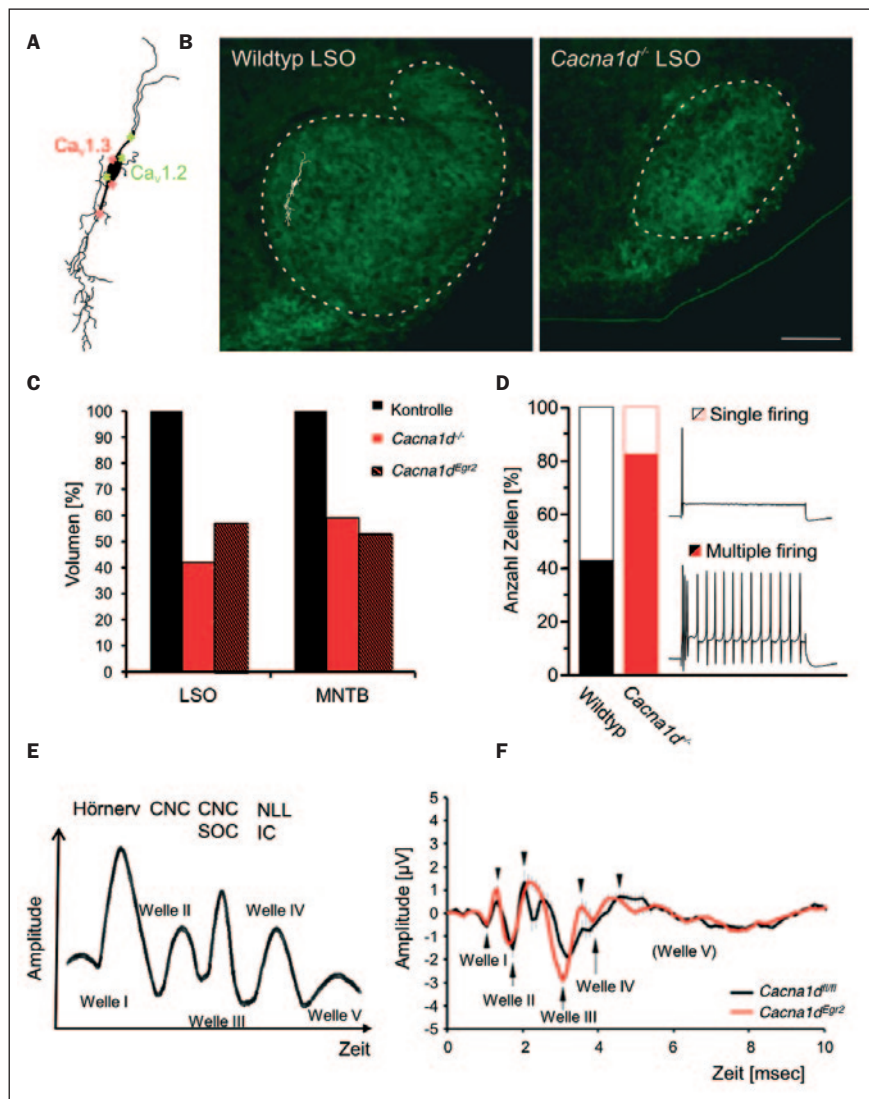 A
B
Ca_v1.3
Ca_v1.2
Wildtyp LSO
Cacna1d-/- LSO
C
100
90
80
70
60
50
40
30
20
10
0
Volumen [%]
Kontrolle
Cacna1d-/-
Cacna1dEgr2
LSO
MNTB
D
100
80
60
40
20
0
Anzahl Zellen [%]
Single firing
Multiple firing
Wildtyp
Cacna1d-/-
E
Hörnerv CNC CNC NLL
SOC IC
Amplitude
Welle II
Welle IV
Welle I
Welle III
Welle V
Zeit
F
5
4
3
2
1
0
-1
-2
-3
-4
-5
Amplitude [µV]
Welle I
Welle II
Welle III
Welle IV
(Welle V)
Cacna1dfl/fl
Cacna1dEgr2
0 2 4 6 8 10
Zeit [msec]